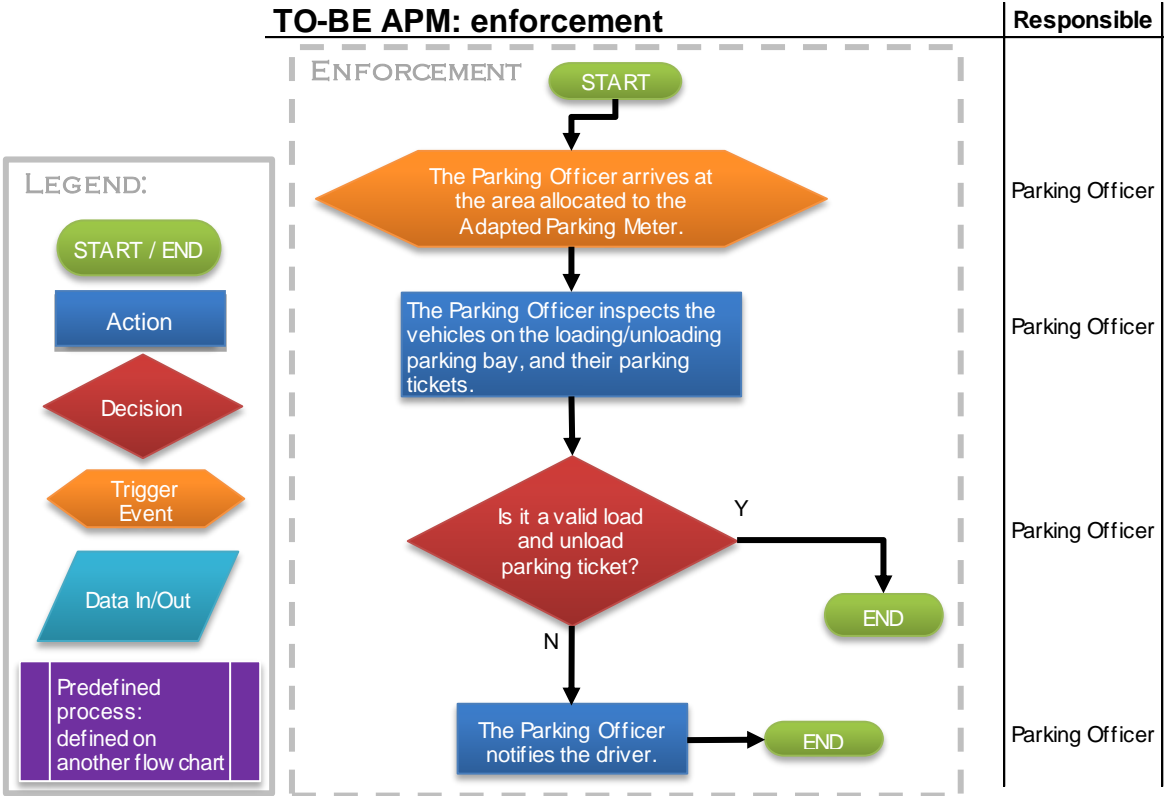 TO-BE APM: enforcement
Responsible
ENFORCEMENT
START
The Parking Officer arrives at
the area allocated to the
Adapted Parking Meter.
Parking Officer
The Parking Officer inspects the
vehicles on the loading/unloading
parking bay, and their parking
tickets.
Parking Officer
Is it a valid load
and unload
parking ticket?
Y
END
Parking Officer
N
The Parking Officer
notifies the driver.
END
Parking Officer
LEGEND:
START / END
Action
Decision
Trigger
Event
Data In/Out
Predefined
process:
defined on
another flow chart